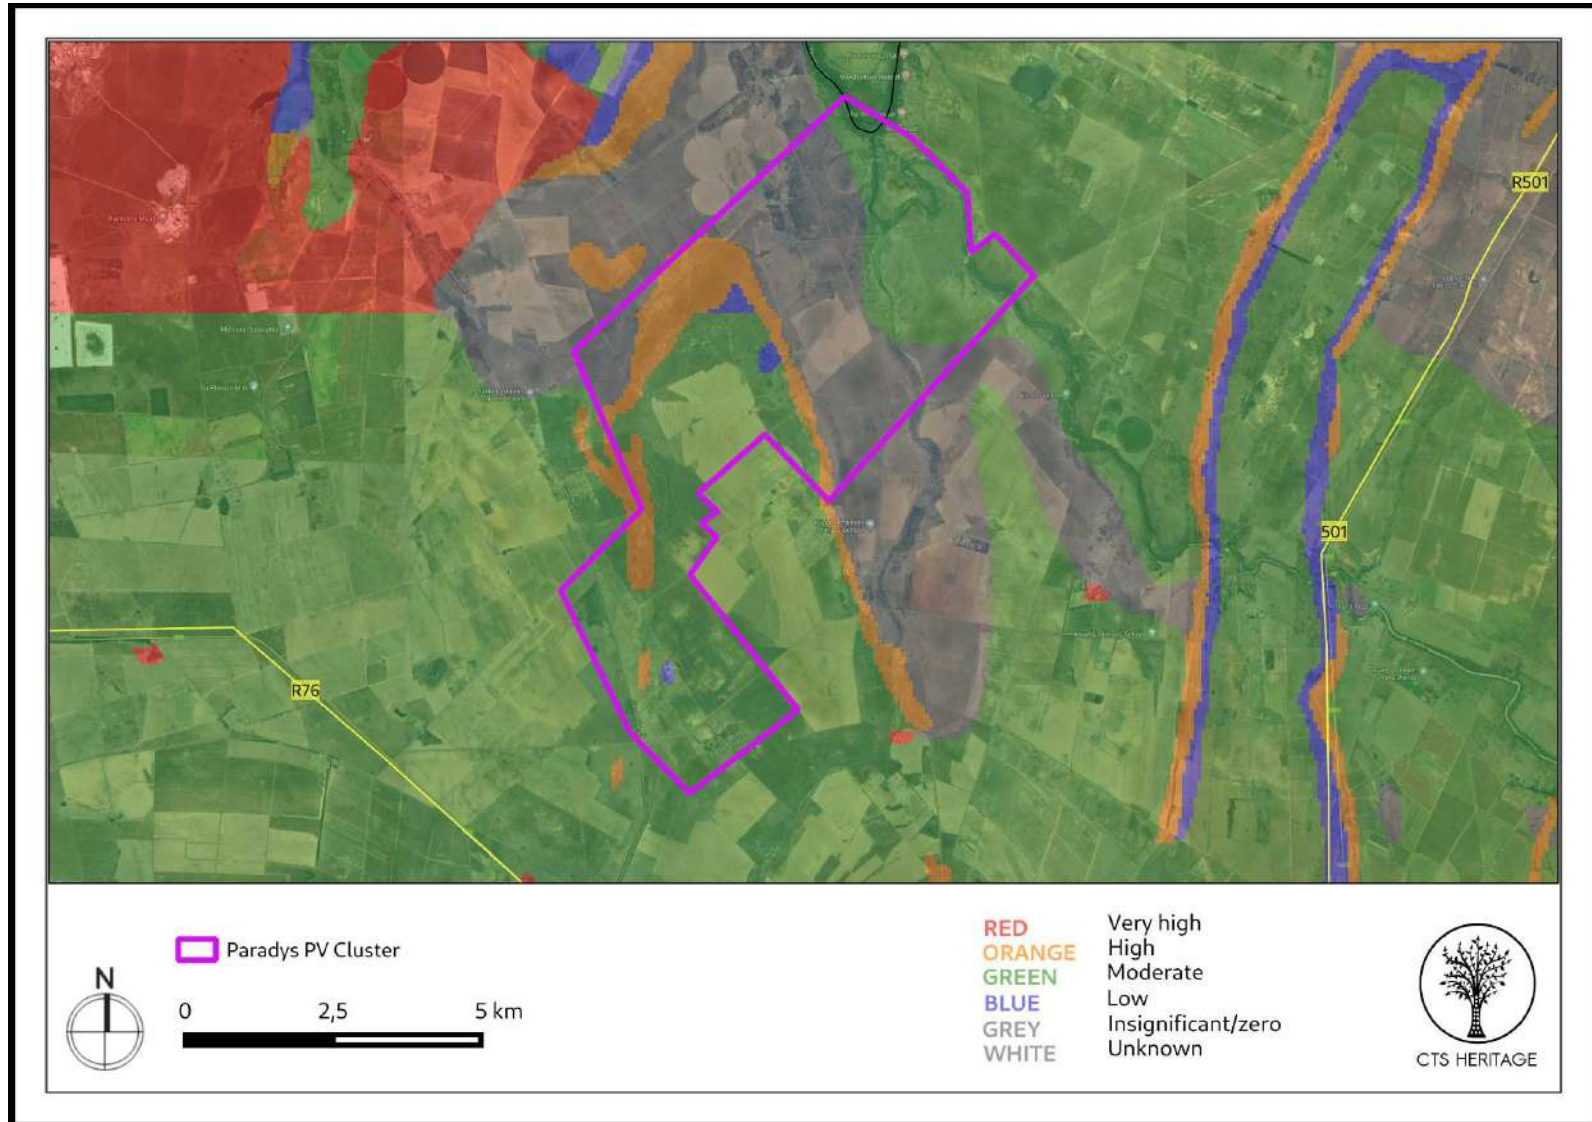 R501
501
R76
Paradys PV Cluster
N
0 2,5 5 km
RED Very high
ORANGE High
GREEN Moderate
BLUE Low
GREY Insignificant/zero
WHITE Unknown
CTS HERITAGE